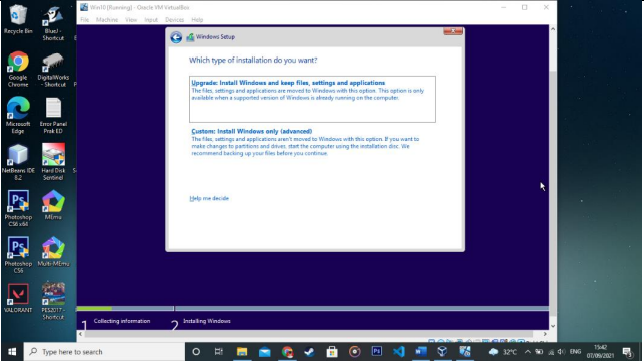 Win10 [Running] - Oracle VM VirtualBox
File Machine View Input Devices Help
Windows Setup
Which type of installation do you want?
Upgrade: Install Windows and keep files, settings and applications
The files, settings and applications are moved to Windows with this option. This option is only
available when a supported version of Windows is already running on the computer.
Custom: Install Windows only (advanced)
The files, settings and applications aren't moved to Windows with this option. If you want to
make changes to partitions and drives, start the computer using the installation disc. We
recommend backing up your files before you continue.
Help me decide
1 Collecting information
2 Installing Windows
Recycle Bin
BlueJ -
Shortcut
Google
Chrome
DigitalWorks
- Shortcut
Microsoft
Edge
Error Panel
Prsk ED
NetBeans IDE
8.2
Hard Disk
Sentinel
Photoshop
CS6 x64
MEmu
Photoshop
CS6
Multi-MEmu
VALORANT
PES2017 -
Shortcut
Type here to search
32°C
ENG
15:42
07/09/2021